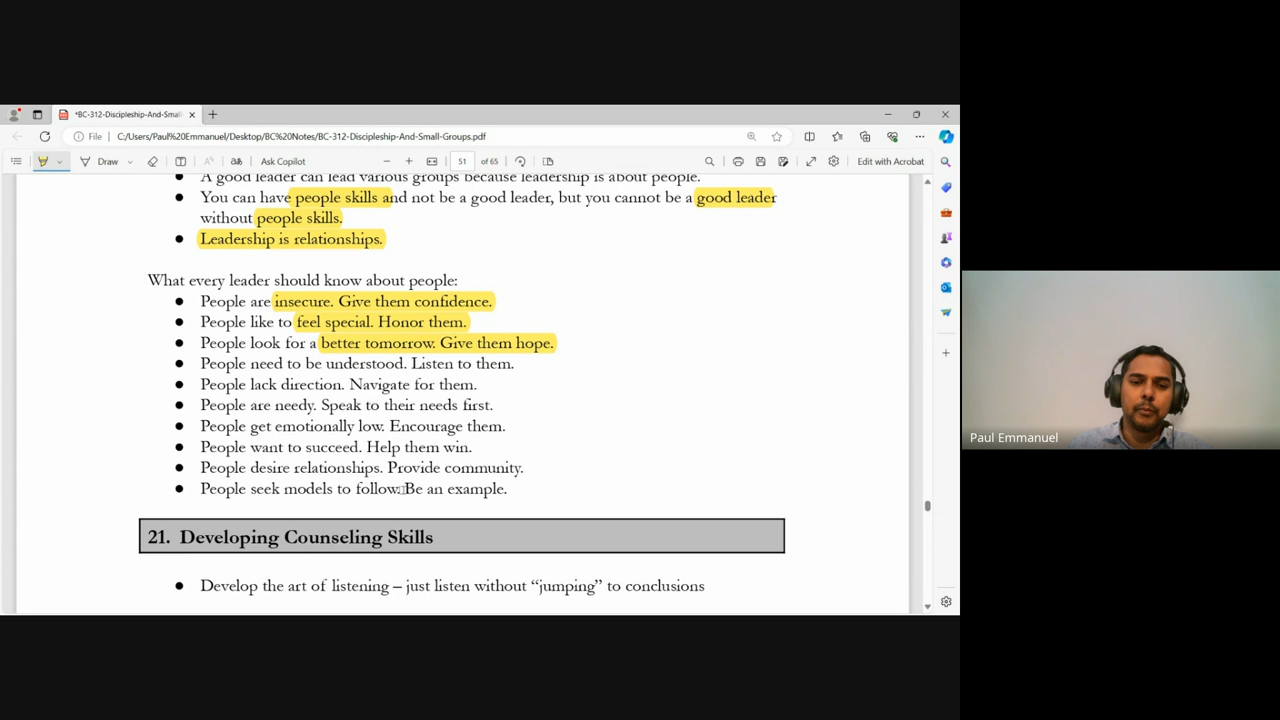 *BC-312-Discipleship-And-Smal
File
C:/Users/Paul%20Emmanuel/Desktop/BC%20Notes/BC-312-Discipleship-And-Small-Groups.pdf
Draw
Ask Copilot
51 of 65
Edit with Acrobat
● A good leader can lead various groups because leadership is about people.
● You can have people skills and not be a good leader, but you cannot be a good leader
without people skills.
● Leadership is relationships.
What every leader should know about people:
● People are insecure. Give them confidence.
● People like to feel special. Honor them.
● People look for a better tomorrow. Give them hope.
● People need to be understood. Listen to them.
● People lack direction. Navigate for them.
● People are needy. Speak to their needs first.
● People get emotionally low. Encourage them.
● People want to succeed. Help them win.
● People desire relationships. Provide community.
● People seek models to follow. Be an example.
21. Developing Counseling Skills
● Develop the art of listening – just listen without “jumping” to conclusions
Paul Emmanuel